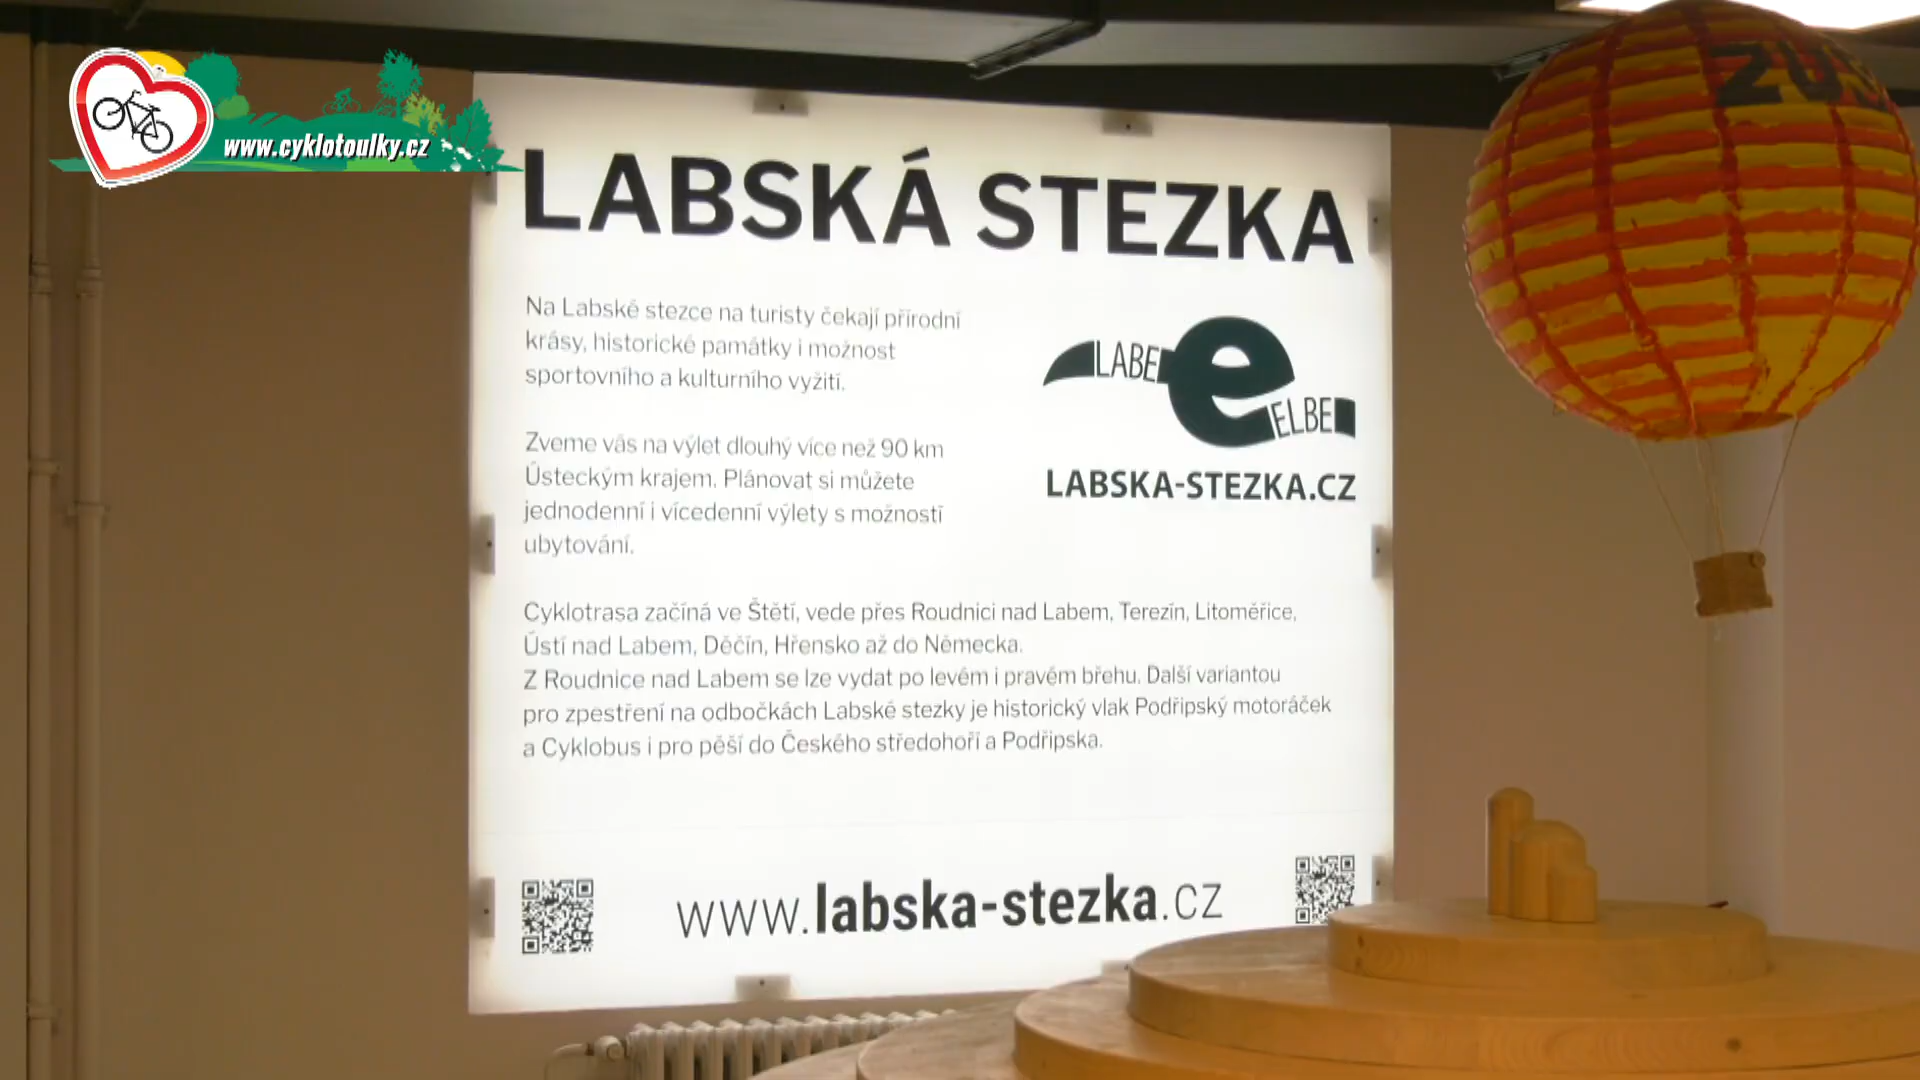 www.cyklotoulky.cz
LABSKÁ STEZKA
Na Labské stezce na turisty čekají přírodní
krásy, historické památky i možnost
sportovního a kulturního vyžití.
LABE
ELBE
LABSKA-STEZKA.CZ
Zveme vás na výlet dlouhý více než 90 km
Ústeckým krajem. Plánovat si můžete
jednodenní i vícedenní výlety s možností
ubytování.
Cyklotrasa začíná ve Štětí, vede přes Roudnici nad Labem, Terezín, Litoměřice,
Ústí nad Labem, Děčín, Hřensko až do Německa.
Z Roudnice nad Labem se lze vydat po levém i pravém břehu. Další variantou
pro zpestření na odbočkách Labské stezky je historický vlak Podřipský motoráček
a Cyklobus i pro pěší do Českého středohoří a Podřipska.
www.labska-stezka.cz